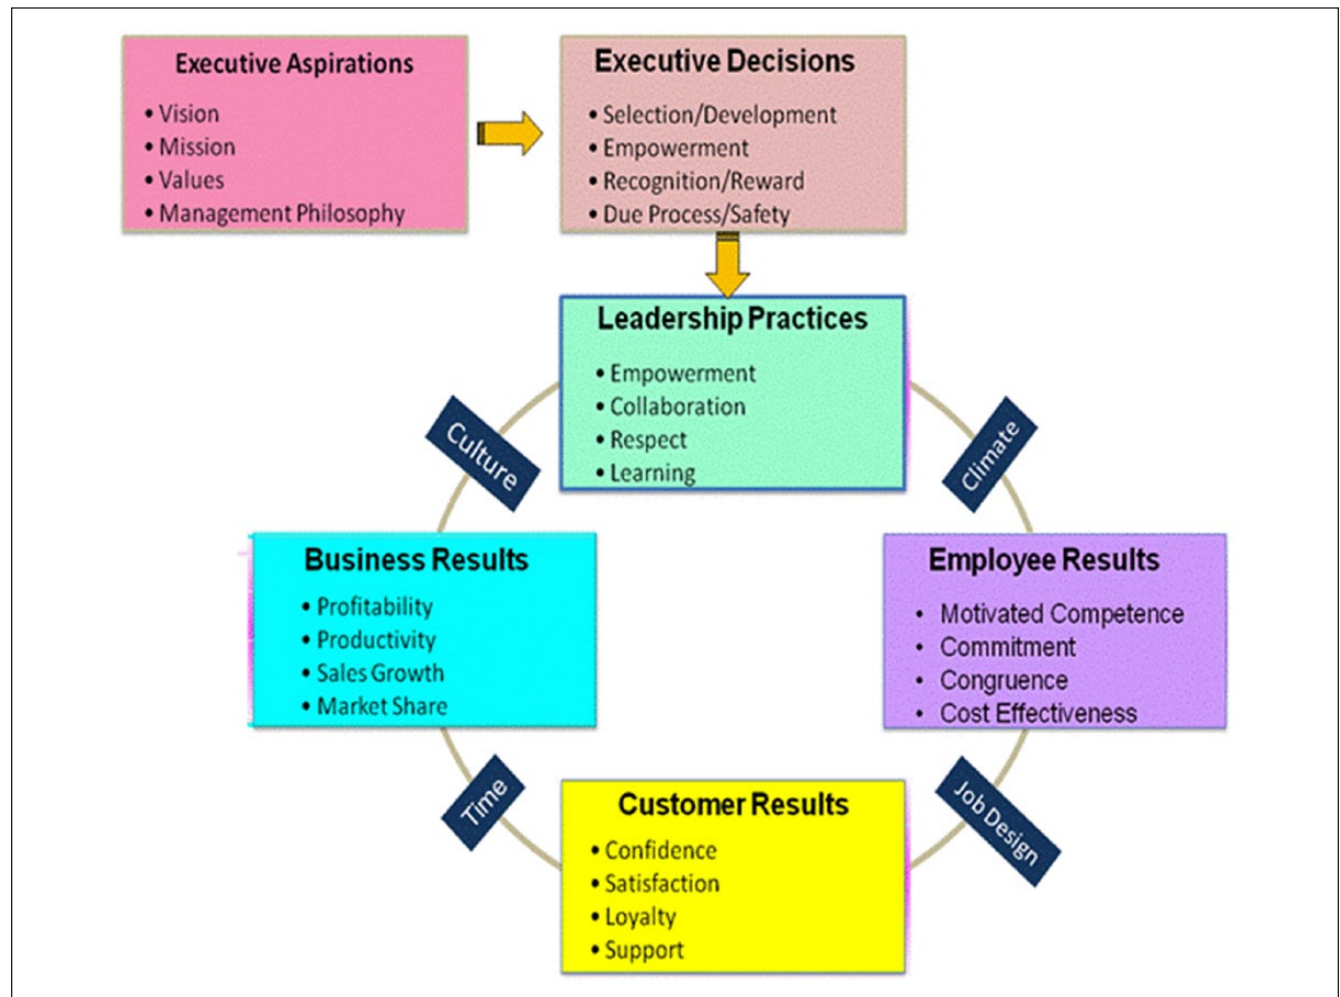 Executive Aspirations
• Vision
• Mission
• Values
• Management Philosophy
Executive Decisions
• Selection/Development
• Empowerment
• Recognition/Reward
• Due Process/Safety
Leadership Practices
• Empowerment
• Collaboration
• Respect
• Learning
Culture
Climate
Business Results
• Profitability
• Productivity
• Sales Growth
• Market Share
Employee Results
• Motivated Competence
• Commitment
• Congruence
• Cost Effectiveness
Time
Job Design
Customer Results
• Confidence
• Satisfaction
• Loyalty
• Support